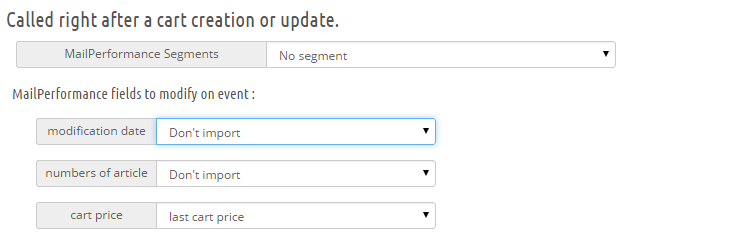 Called right after a cart creation or update.
MailPerformance Segments No segment
MailPerformance fields to modify on event :
modification date Don't import
numbers of article Don't import
cart price last cart price